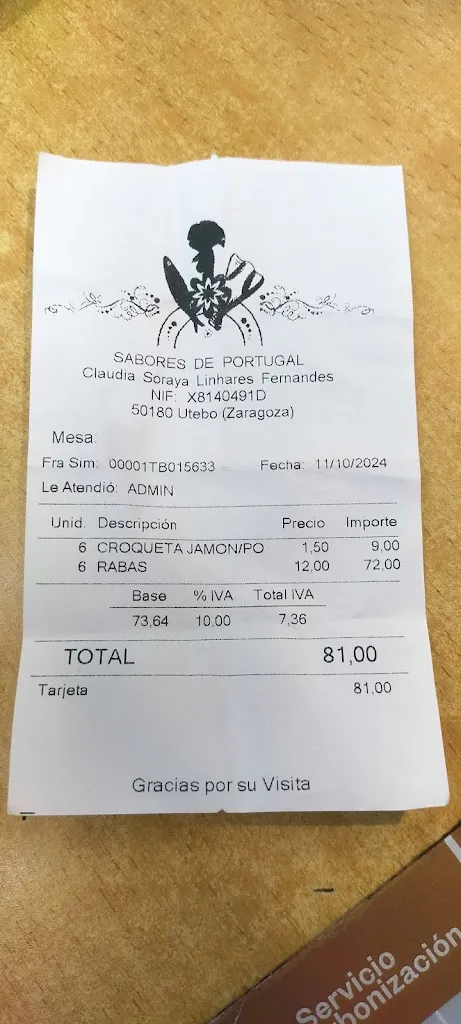 SABORES DE PORTUGAL
Claudia Soraya Linhares Fernandes
NIF: X8140491D
50180 Utebo (Zaragoza)
Mesa:
Fra Sim: 00001TB015633 Fecha: 11/10/2024
Le Atendió: ADMIN
Unid. Descripción Precio Importe
6 CROQUETA JAMON/PO 1,50 9,00
6 RABAS 12,00 72,00
Base % IVA Total IVA
73,64 10,00 7,36
TOTAL 81,00
Tarjeta 81,00
Gracias por su Visita
Servicio
bonización